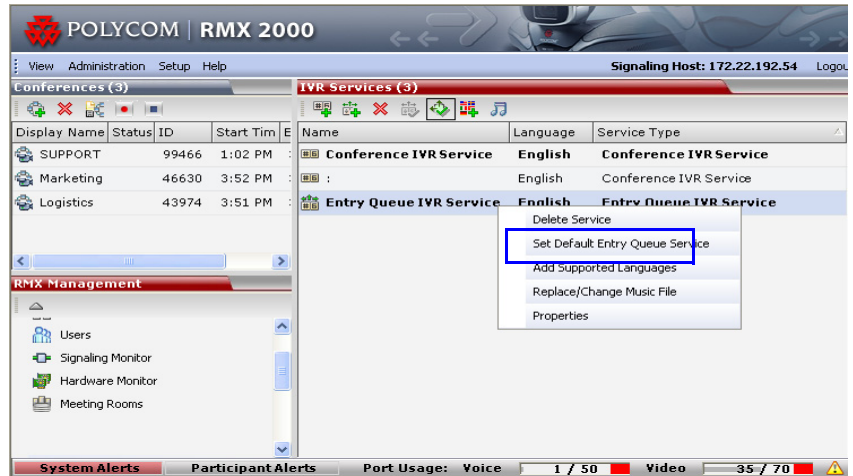 POLYCOM | RMX 2000
View Administration Setup Help Signaling Host: 172.22.192.54 Logou
Conferences (3)
Display Name Status ID Start Tim E
SUPPORT 99466 1:02 PM
Marketing 46630 3:52 PM
Logistics 43974 3:51 PM
IVR Services (3)
Name Language Service Type
Conference IVR Service English Conference IVR Service
: English Conference IVR Service
Entry Queue IVR Service English Entry Queue IVR Service
Delete Service
Set Default Entry Queue Service
Add Supported Languages
Replace/Change Music File
Properties
RMX Management
Users
Signaling Monitor
Hardware Monitor
Meeting Rooms
System Alerts Participant Alerts Port Usage: Voice 1 / 50 Video 35 / 70